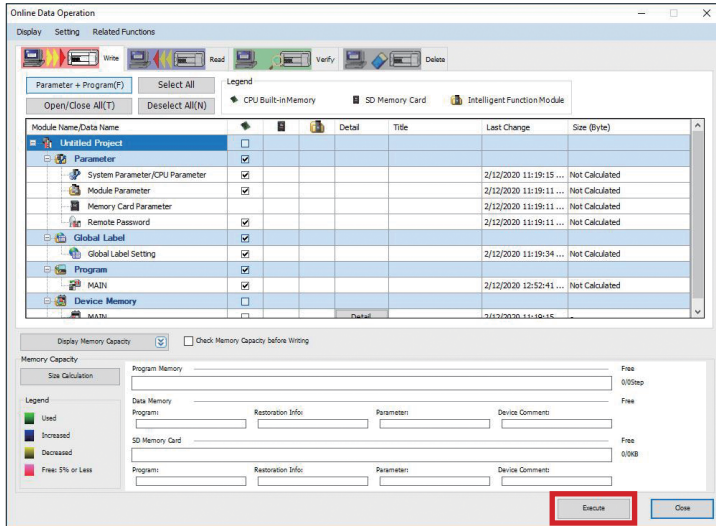 Online Data Operation
Display Setting Related Functions
Write Read Verify Delete
Parameter + Program(F) Select All Legend
Open/Close All(T) Deselect All(N) CPU Built-inMemory SD Memory Card Intelligent Function Module
Module Name/Data Name Detail Title Last Change Size (Byte)
Untitled Project
Parameter
System Parameter/CPU Parameter 2/12/2020 11:19:15 ... Not Calculated
Module Parameter 2/12/2020 11:19:11 ... Not Calculated
Memory Card Parameter 2/12/2020 11:19:11 ... Not Calculated
Remote Password 2/12/2020 11:19:11 ... Not Calculated
Global Label
Global Label Setting 2/12/2020 11:19:34 ... Not Calculated
Program
MAIN 2/12/2020 12:52:41 ... Not Calculated
Device Memory
MAIN Detail 2/12/2020 11:19:15 -
Display Memory Capacity Check Memory Capacity before Writing
Memory Capacity
Size Calculation Program Memory Free
0/0Step
Legend Data Memory Free
Used Program: Restoration Info: Parameter: Device Comment:
Increased SD Memory Card Free
Decreased 0/0KB
Free: 5% or Less Program: Restoration Info: Parameter: Device Comment:
Execute Close